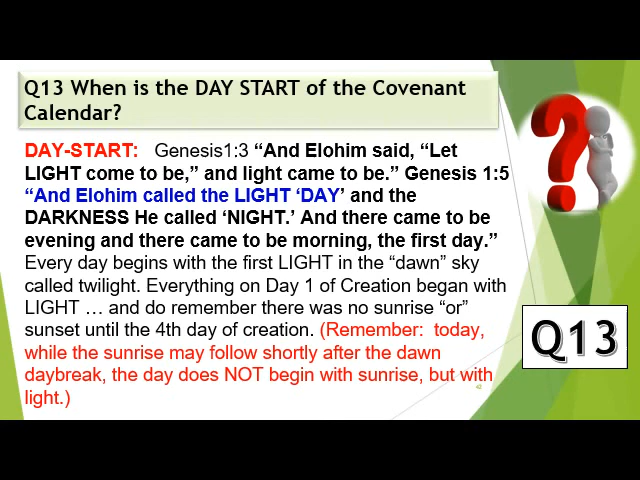 Q13 When is the DAY START of the Covenant
Calendar?
DAY-START: Genesis1:3 “And Elohim said, “Let
LIGHT come to be,” and light came to be.” Genesis 1:5
“And Elohim called the LIGHT ‘DAY’ and the
DARKNESS He called ‘NIGHT.’ And there came to be
evening and there came to be morning, the first day.”
Every day begins with the first LIGHT in the “dawn” sky
called twilight. Everything on Day 1 of Creation began with
LIGHT … and do remember there was no sunrise “or”
sunset until the 4th day of creation. (Remember: today,
while the sunrise may follow shortly after the dawn
daybreak, the day does NOT begin with sunrise, but with
light.)
Q13